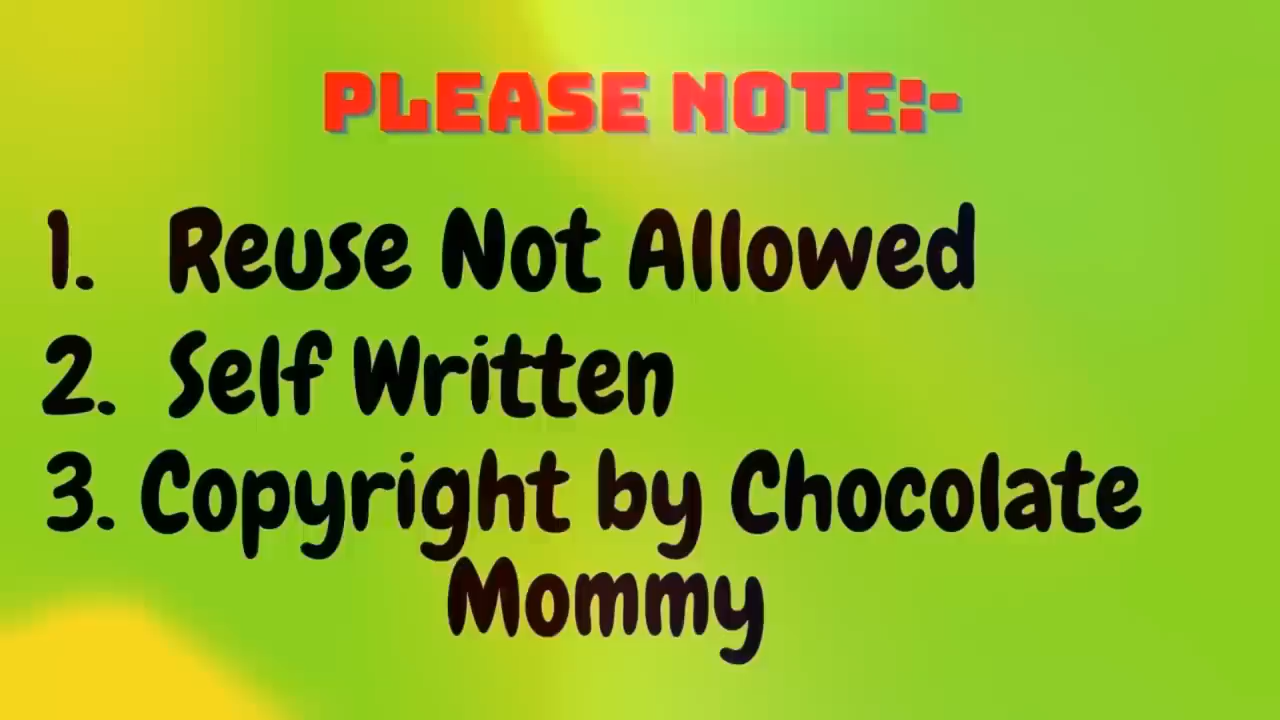 PLEASE NOTE:-
1. Reuse Not Allowed
2. Self Written
3. Copyright by Chocolate
Mommy